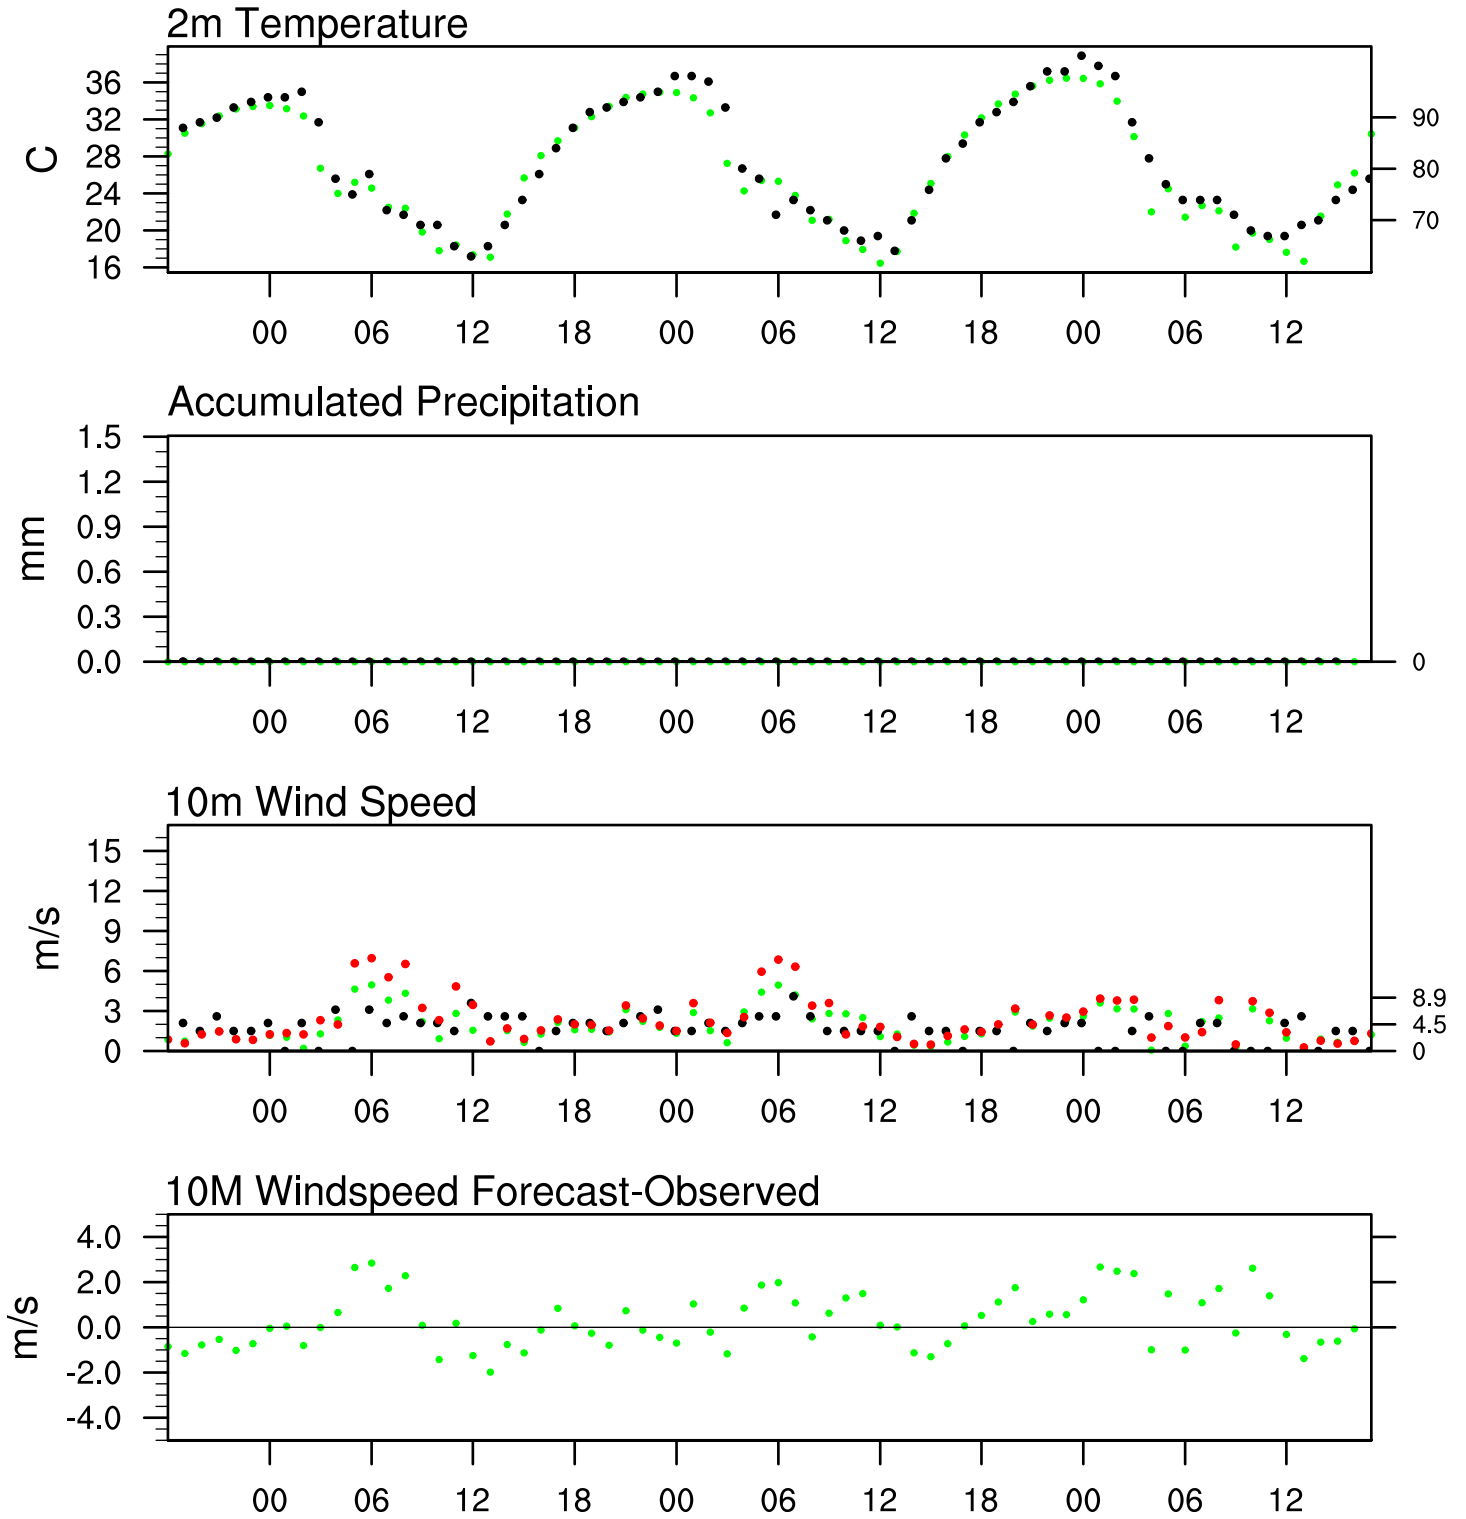 2m Temperature
C
36
32
28
24
20
16
90
80
70
00 06 12 18 00 06 12 18 00 06 12
Accumulated Precipitation
mm
1.5
1.2
0.9
0.6
0.3
0.0
0
00 06 12 18 00 06 12 18 00 06 12
10m Wind Speed
m/s
15
12
9
6
3
0
8.9
4.5
0
00 06 12 18 00 06 12 18 00 06 12
10M Windspeed Forecast-Observed
m/s
4.0
2.0
0.0
-2.0
-4.0
00 06 12 18 00 06 12 18 00 06 12